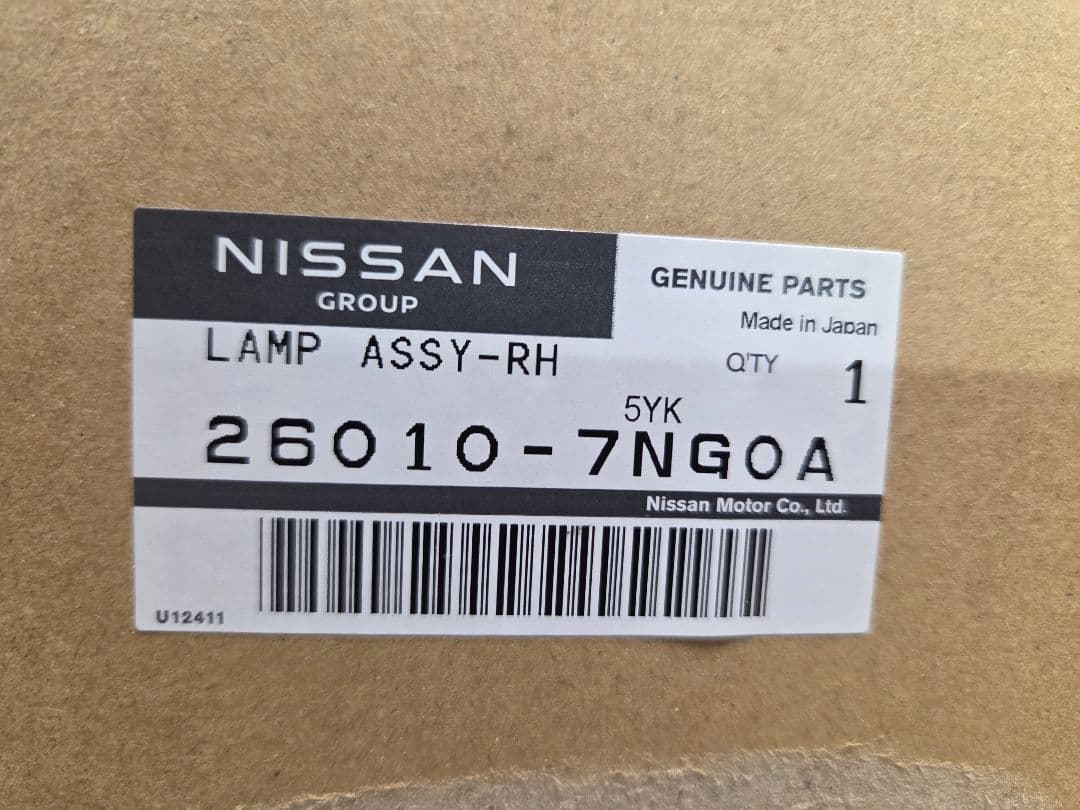 NISSAN
GROUP
GENUINE PARTS
Made in Japan
LAMP ASSY-RH
Q'TY 1
5YK
26010-7NG0A
Nissan Motor Co., Ltd.
U12411